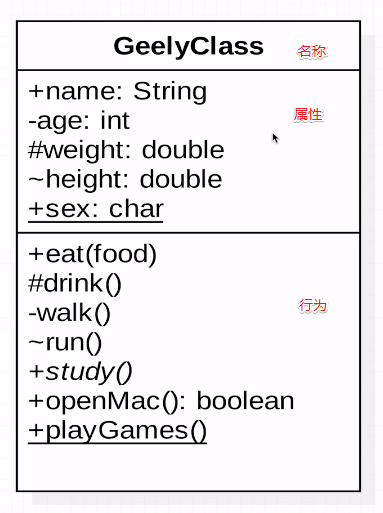 GeelyClass 名称
+name: String
-age: int 属性
#weight: double
~height: double
+sex: char
+eat(food)
#drink()
-walk() 行为
~run()
+study()
+openMac(): boolean
+playGames()